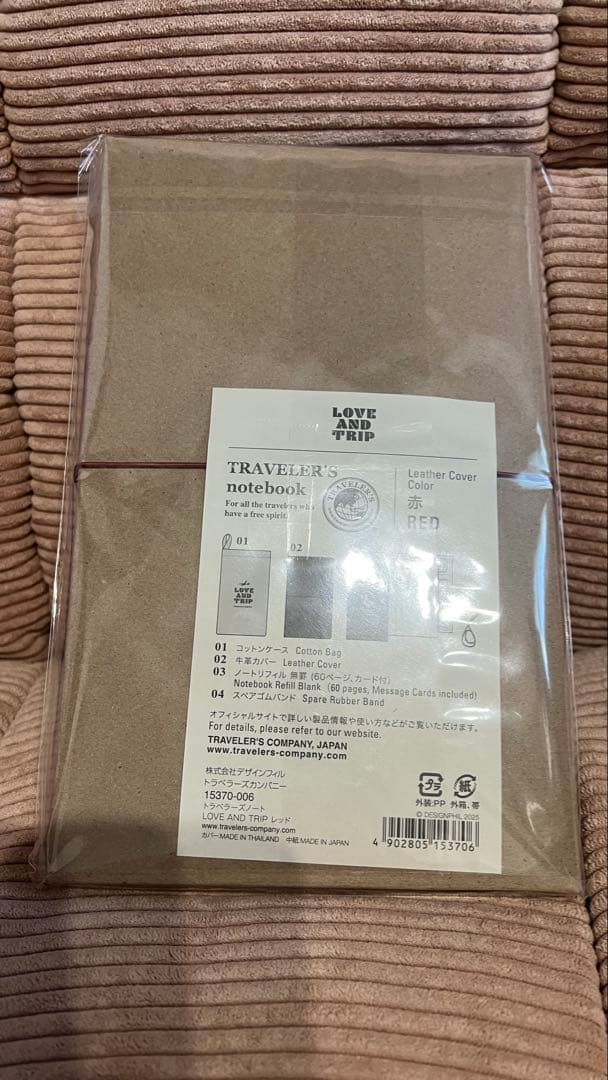 LOVE
AND
TRIP
TRAVELER'S
notebook
For all the travelers who
have a free spirit.
TRAVELER'S
Leather Cover
Color
赤
RED
01
02
LOVE
AND
TRIP
01 コットンケース Cotton Bag
02 牛革カバー Leather Cover
03 ノートリフィル 無罫 (60ページ、カード付)
Notebook Refill Blank (60 pages, Message Cards included)
04 スペアゴムバンド Spare Rubber Band
オフィシャルサイトで詳しい製品情報や使い方などがご覧いただけます。
For details, please refer to our website.
TRAVELER'S COMPANY, JAPAN
www.travelers-company.com
株式会社デザインフィル
トラベラーズカンパニー
15370-006
トラベラーズノート
LOVE AND TRIP レッド
www.travelers-company.com
カバー:MADE IN THAILAND 中紙:MADE IN JAPAN
プラ 紙
外装:PP 外箱、帯
© DESIGNPHIL 2025
4 902805 153706